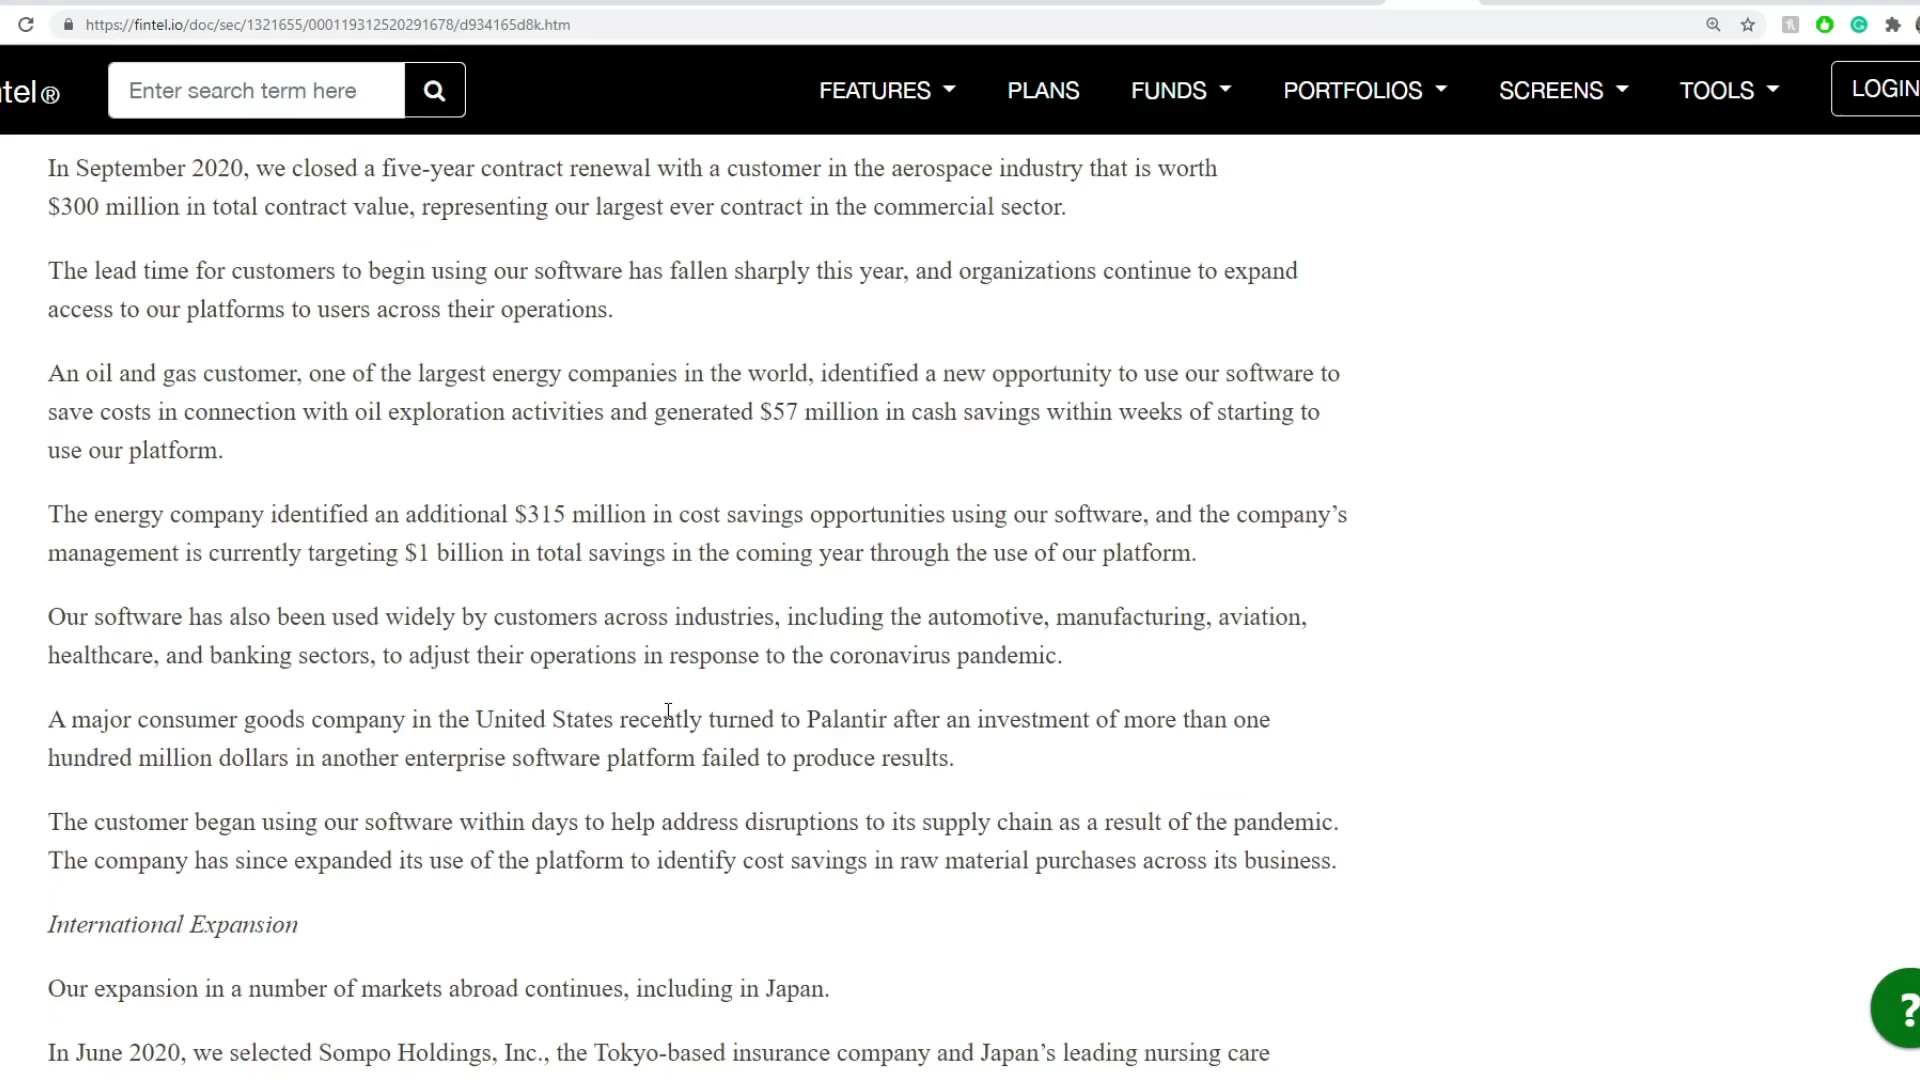 https://fintel.io/doc/sec/1321655/000119312520291678/d934165d8k.htm
ntel®
Enter search term here
FEATURES
PLANS
FUNDS
PORTFOLIOS
SCREENS
TOOLS
LOGIN
In September 2020, we closed a five-year contract renewal with a customer in the aerospace industry that is worth
$300 million in total contract value, representing our largest ever contract in the commercial sector.
The lead time for customers to begin using our software has fallen sharply this year, and organizations continue to expand
access to our platforms to users across their operations.
An oil and gas customer, one of the largest energy companies in the world, identified a new opportunity to use our software to
save costs in connection with oil exploration activities and generated $57 million in cash savings within weeks of starting to
use our platform.
The energy company identified an additional $315 million in cost savings opportunities using our software, and the company’s
management is currently targeting $1 billion in total savings in the coming year through the use of our platform.
Our software has also been used widely by customers across industries, including the automotive, manufacturing, aviation,
healthcare, and banking sectors, to adjust their operations in response to the coronavirus pandemic.
A major consumer goods company in the United States recently turned to Palantir after an investment of more than one
hundred million dollars in another enterprise software platform failed to produce results.
The customer began using our software within days to help address disruptions to its supply chain as a result of the pandemic.
The company has since expanded its use of the platform to identify cost savings in raw material purchases across its business.
International Expansion
Our expansion in a number of markets abroad continues, including in Japan.
In June 2020, we selected Sompo Holdings, Inc., the Tokyo-based insurance company and Japan’s leading nursing care
?